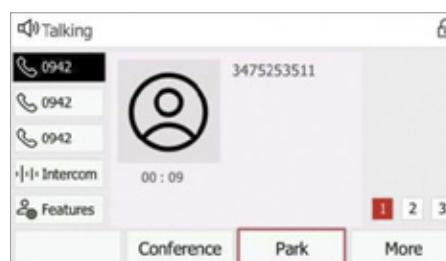 Talking
0942
3475253511
0942
0942
Intercom
00 : 09
Features
1 2 3
Conference Park More